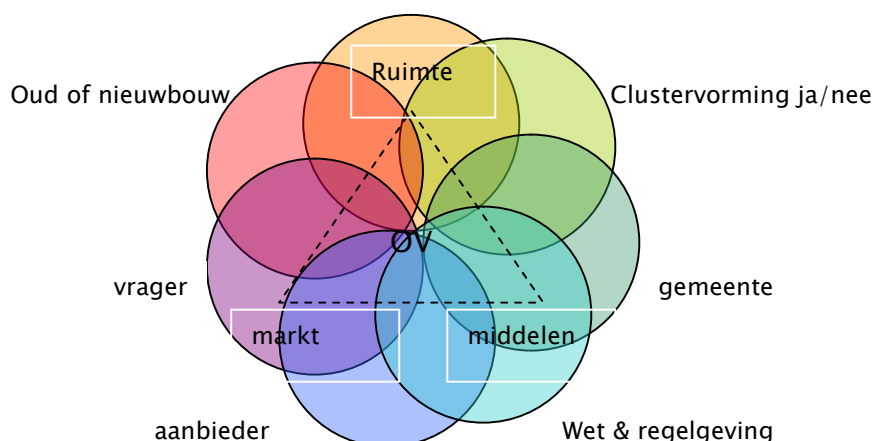 Ruimte
Oud of nieuwbouw
Clustervorming ja/nee
OV
vrager
gemeente
markt
middelen
aanbieder
Wet & regelgeving